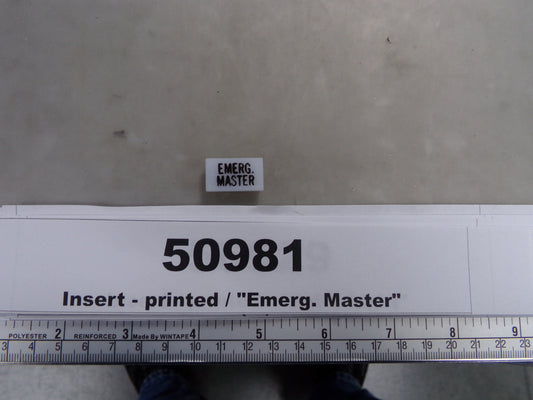 EMERG.
MASTER
50981
Insert - printed / "Emerg. Master"
POLYESTER 2 REINFORCED 3 Made By WINTAPE 4 5 6 7 8 9
3 4 5 6 7 8 9 10 11 12 13 14 15 16 17 18 19 20 21 22 23